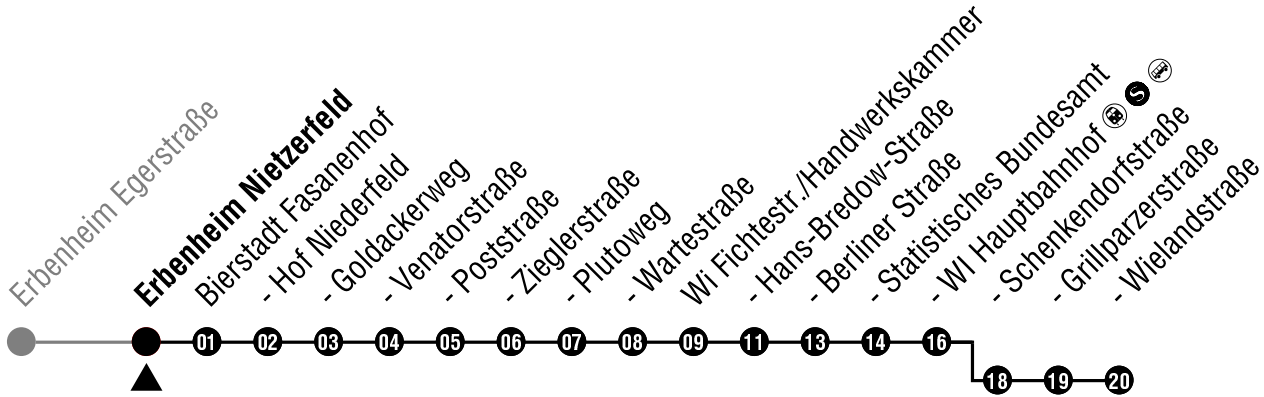 Erbenheim Egerstraße
Erbenheim Nietzerfeld
Bierstadt Fasanenhof
- Hof Niederfeld
- Goldackerweg
- Venatorstraße
- Poststraße
- Zieglerstraße
- Plutoweg
- Wartestraße
Wi Fichtestr./Handwerkskammer
- Hans-Bredow-Straße
- Berliner Straße
- Statistisches Bundesamt
- WI Hauptbahnhof S
- Schenkendorfstraße
- Grillparzerstraße
- Wielandstraße
01 02 03 04 05 06 07 08 09 11 13 14 16
18 19 20